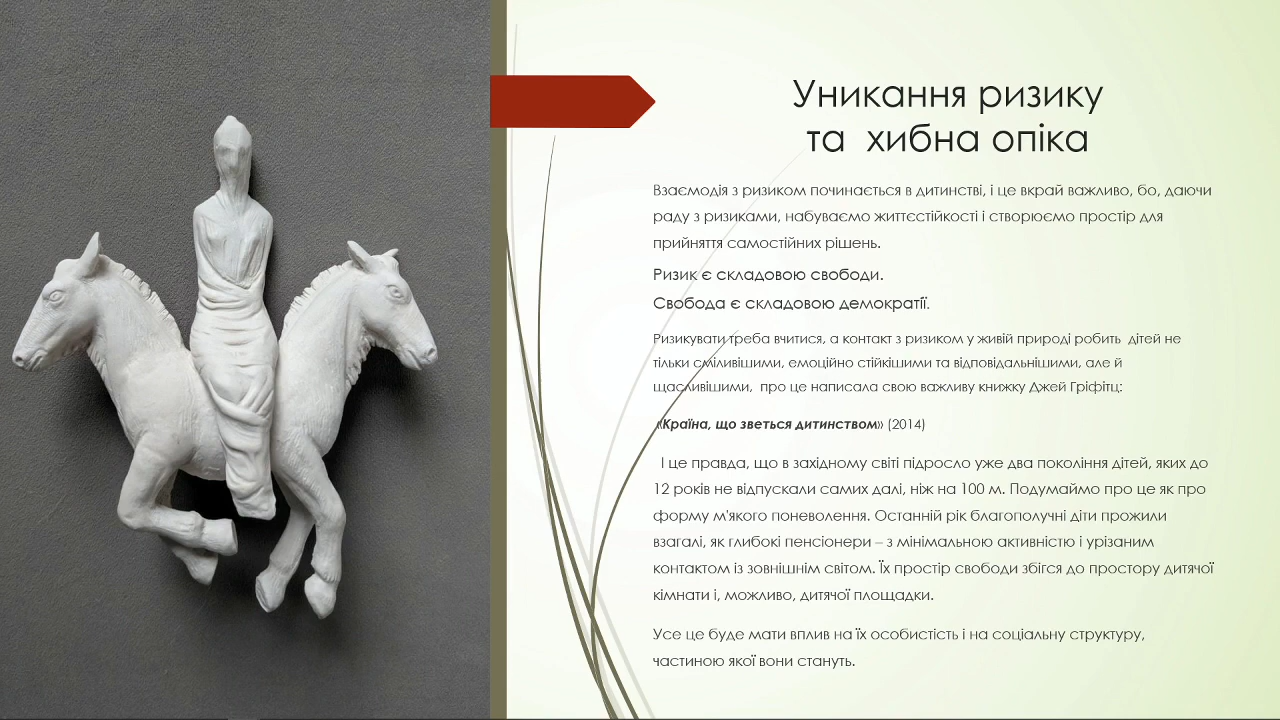 Уникання ризику
та  хибна опіка
Взаємодія з ризиком починається в дитинстві, і це вкрай важливо, бо, даючи
раду з ризиками, набуваємо життєстійкості і створюємо простір для
прийняття самостійних рішень.
Ризик є складовою свободи.
Свобода є складовою демократії.
Ризикувати треба вчитися, а контакт з ризиком у живій природі робить  дітей не
тільки сміливішими, емоційно стійкішими та відповідальнішими, але й
щасливішими,  про це написала свою важливу книжку Джей Гріфітц:
«Країна, що зветься дитинством» (2014)
І це правда, що в західному світі підросло уже два покоління дітей, яких до
12 років не відпускали самих далі, ніж на 100 м. Подумаймо про це як про
форму м'якого поневолення. Останній рік благополучні діти прожили
взагалі, як глибокі пенсіонери – з мінімальною активністю і урізаним
контактом із зовнішнім світом. Їх простір свободи збігся до простору дитячої
кімнати і, можливо, дитячої площадки.
Усе це буде мати вплив на їх особистість і на соціальну структуру,
частиною якої вони стануть.